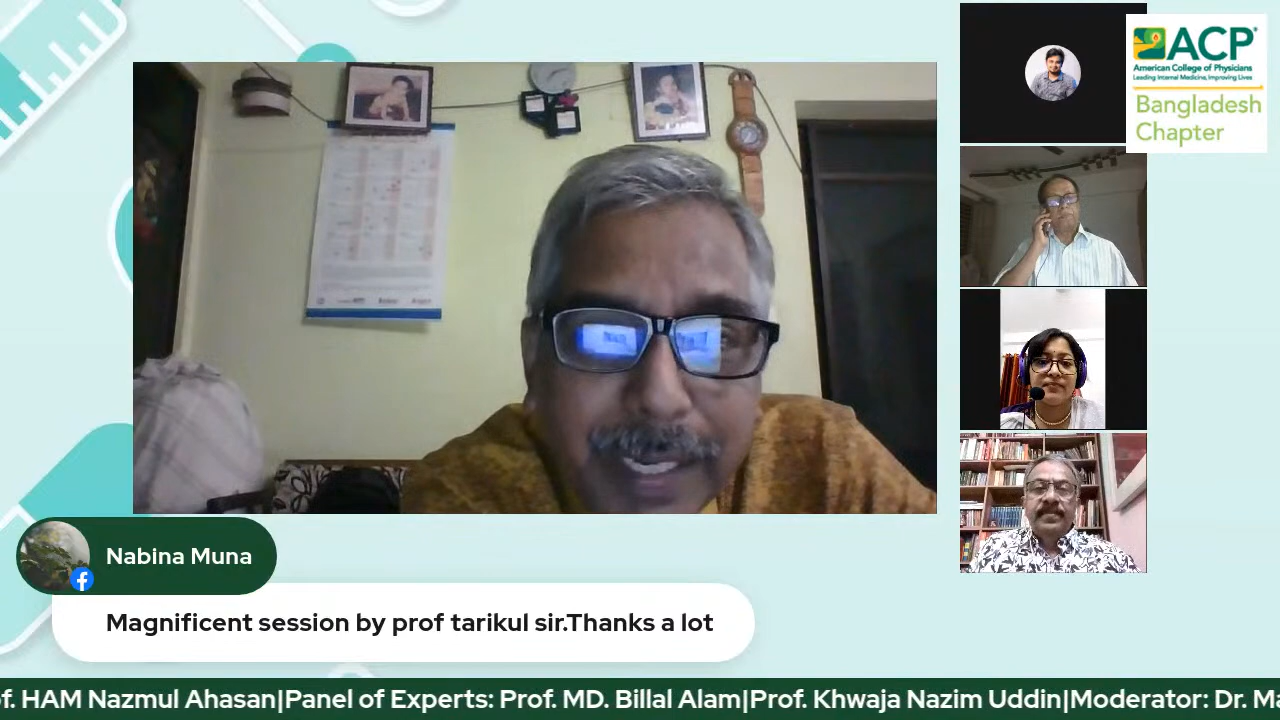 ACP
American College of Physicians
Leading Internal Medicine, Improving Lives
Bangladesh
Chapter
Nabina Muna
Magnificent session by prof tarikul sir.Thanks a lot
of. HAM Nazmul Ahasan|Panel of Experts: Prof. MD. Billal Alam|Prof. Khwaja Nazim Uddin|Moderator: Dr. Ma